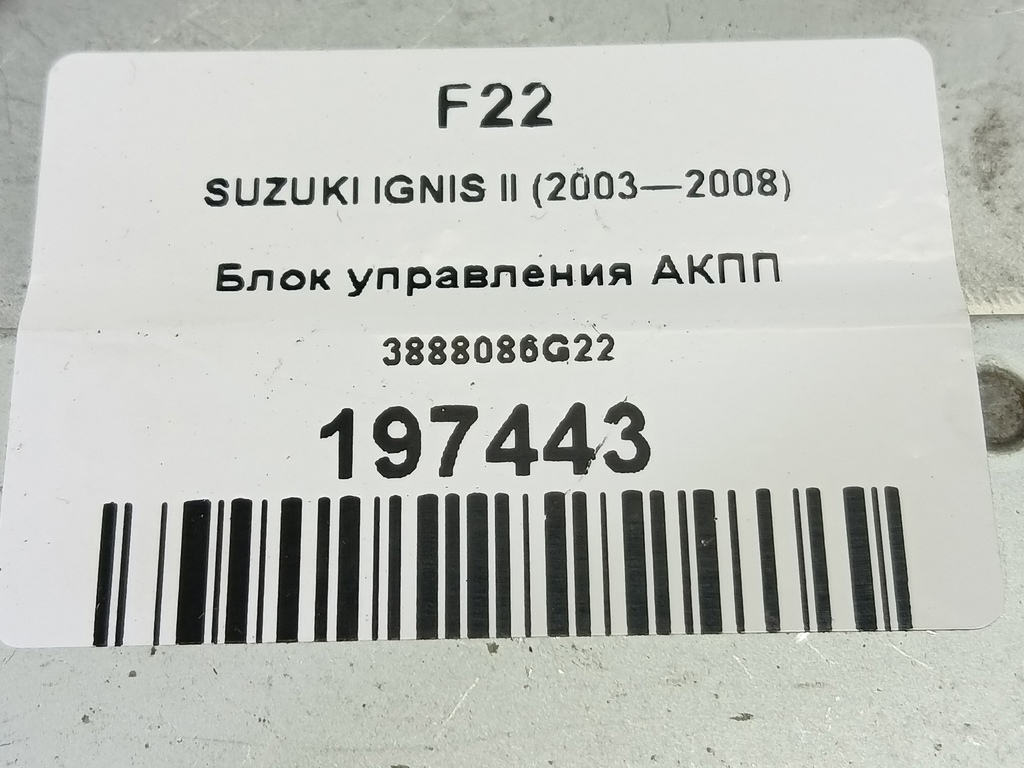 F22
SUZUKI IGNIS II (2003—2008)
Блок управления АКПП
3888086G22
197443